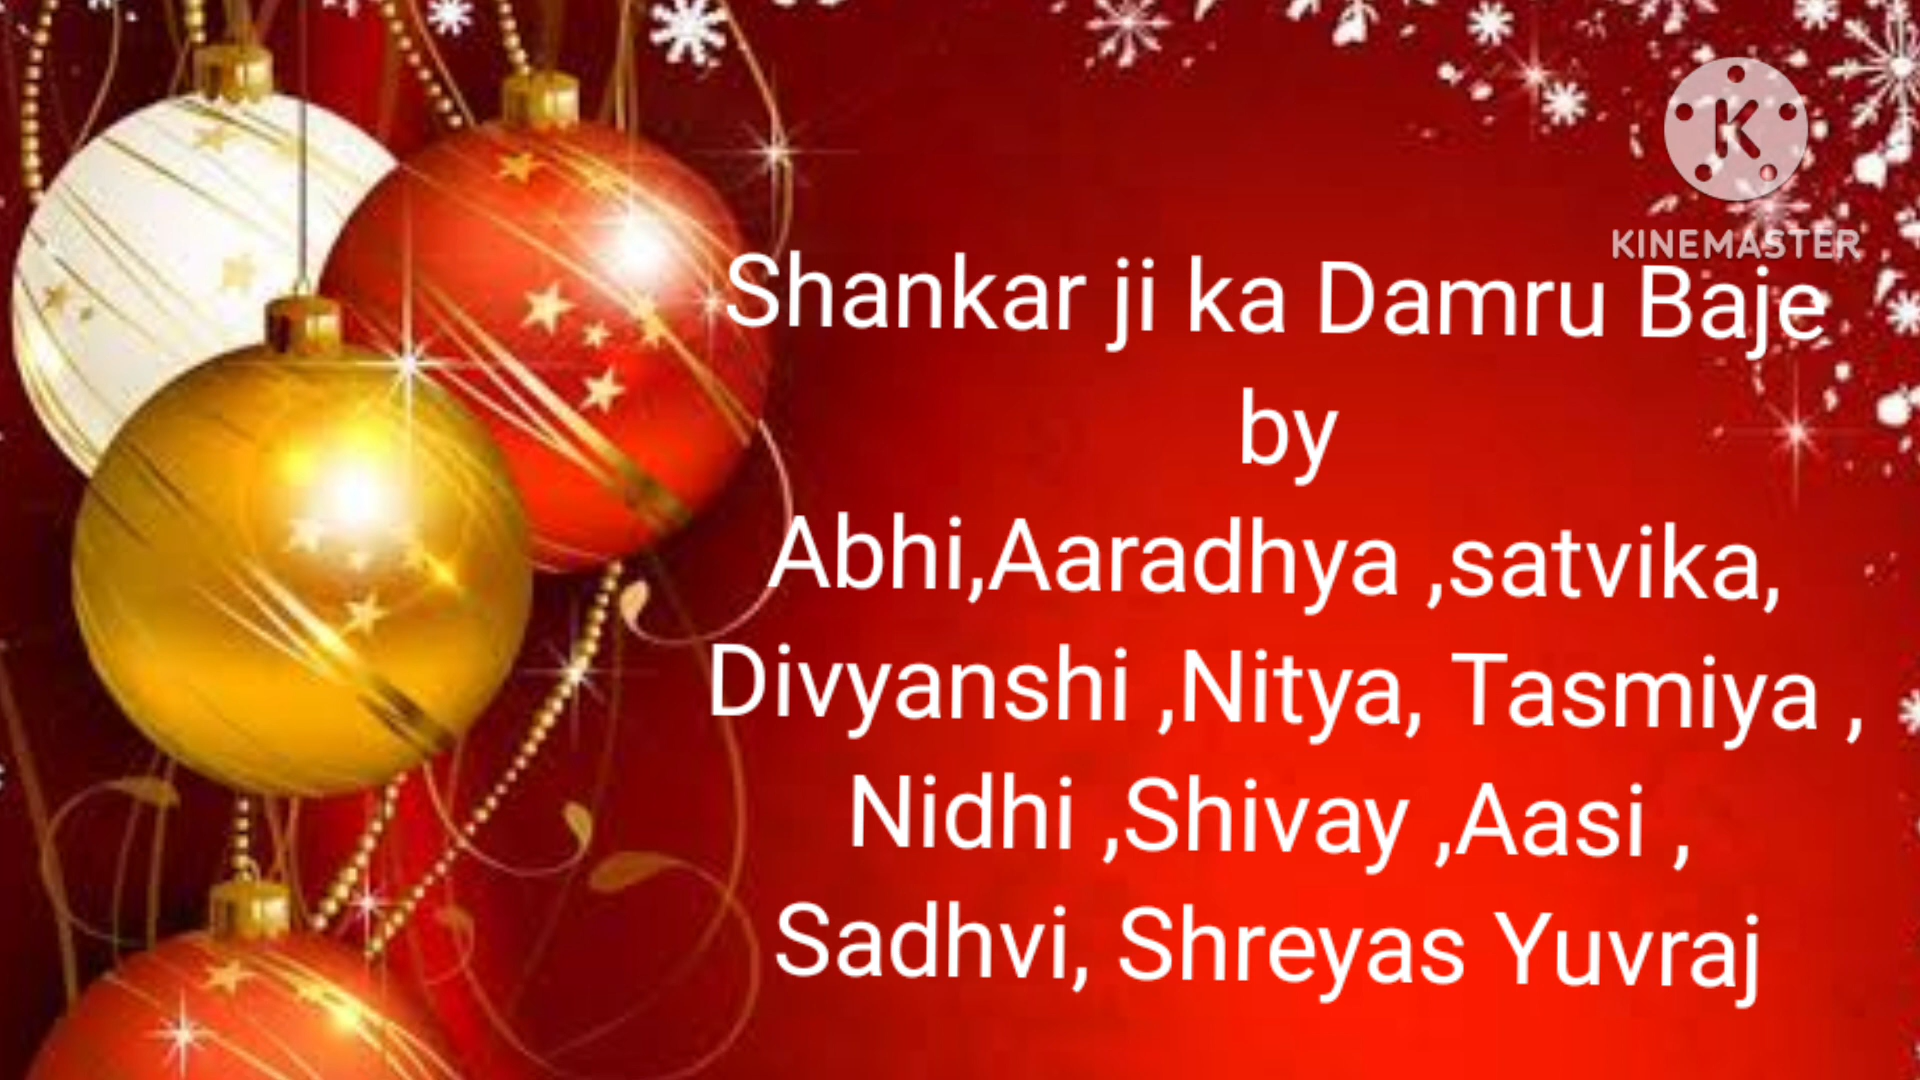 K
KINEMASTER
Shankar ji ka Damru Baje
by
Abhi,Aaradhya ,satvika,
Divyanshi ,Nitya, Tasmiya ,
Nidhi ,Shivay ,Aasi ,
Sadhvi, Shreyas Yuvraj